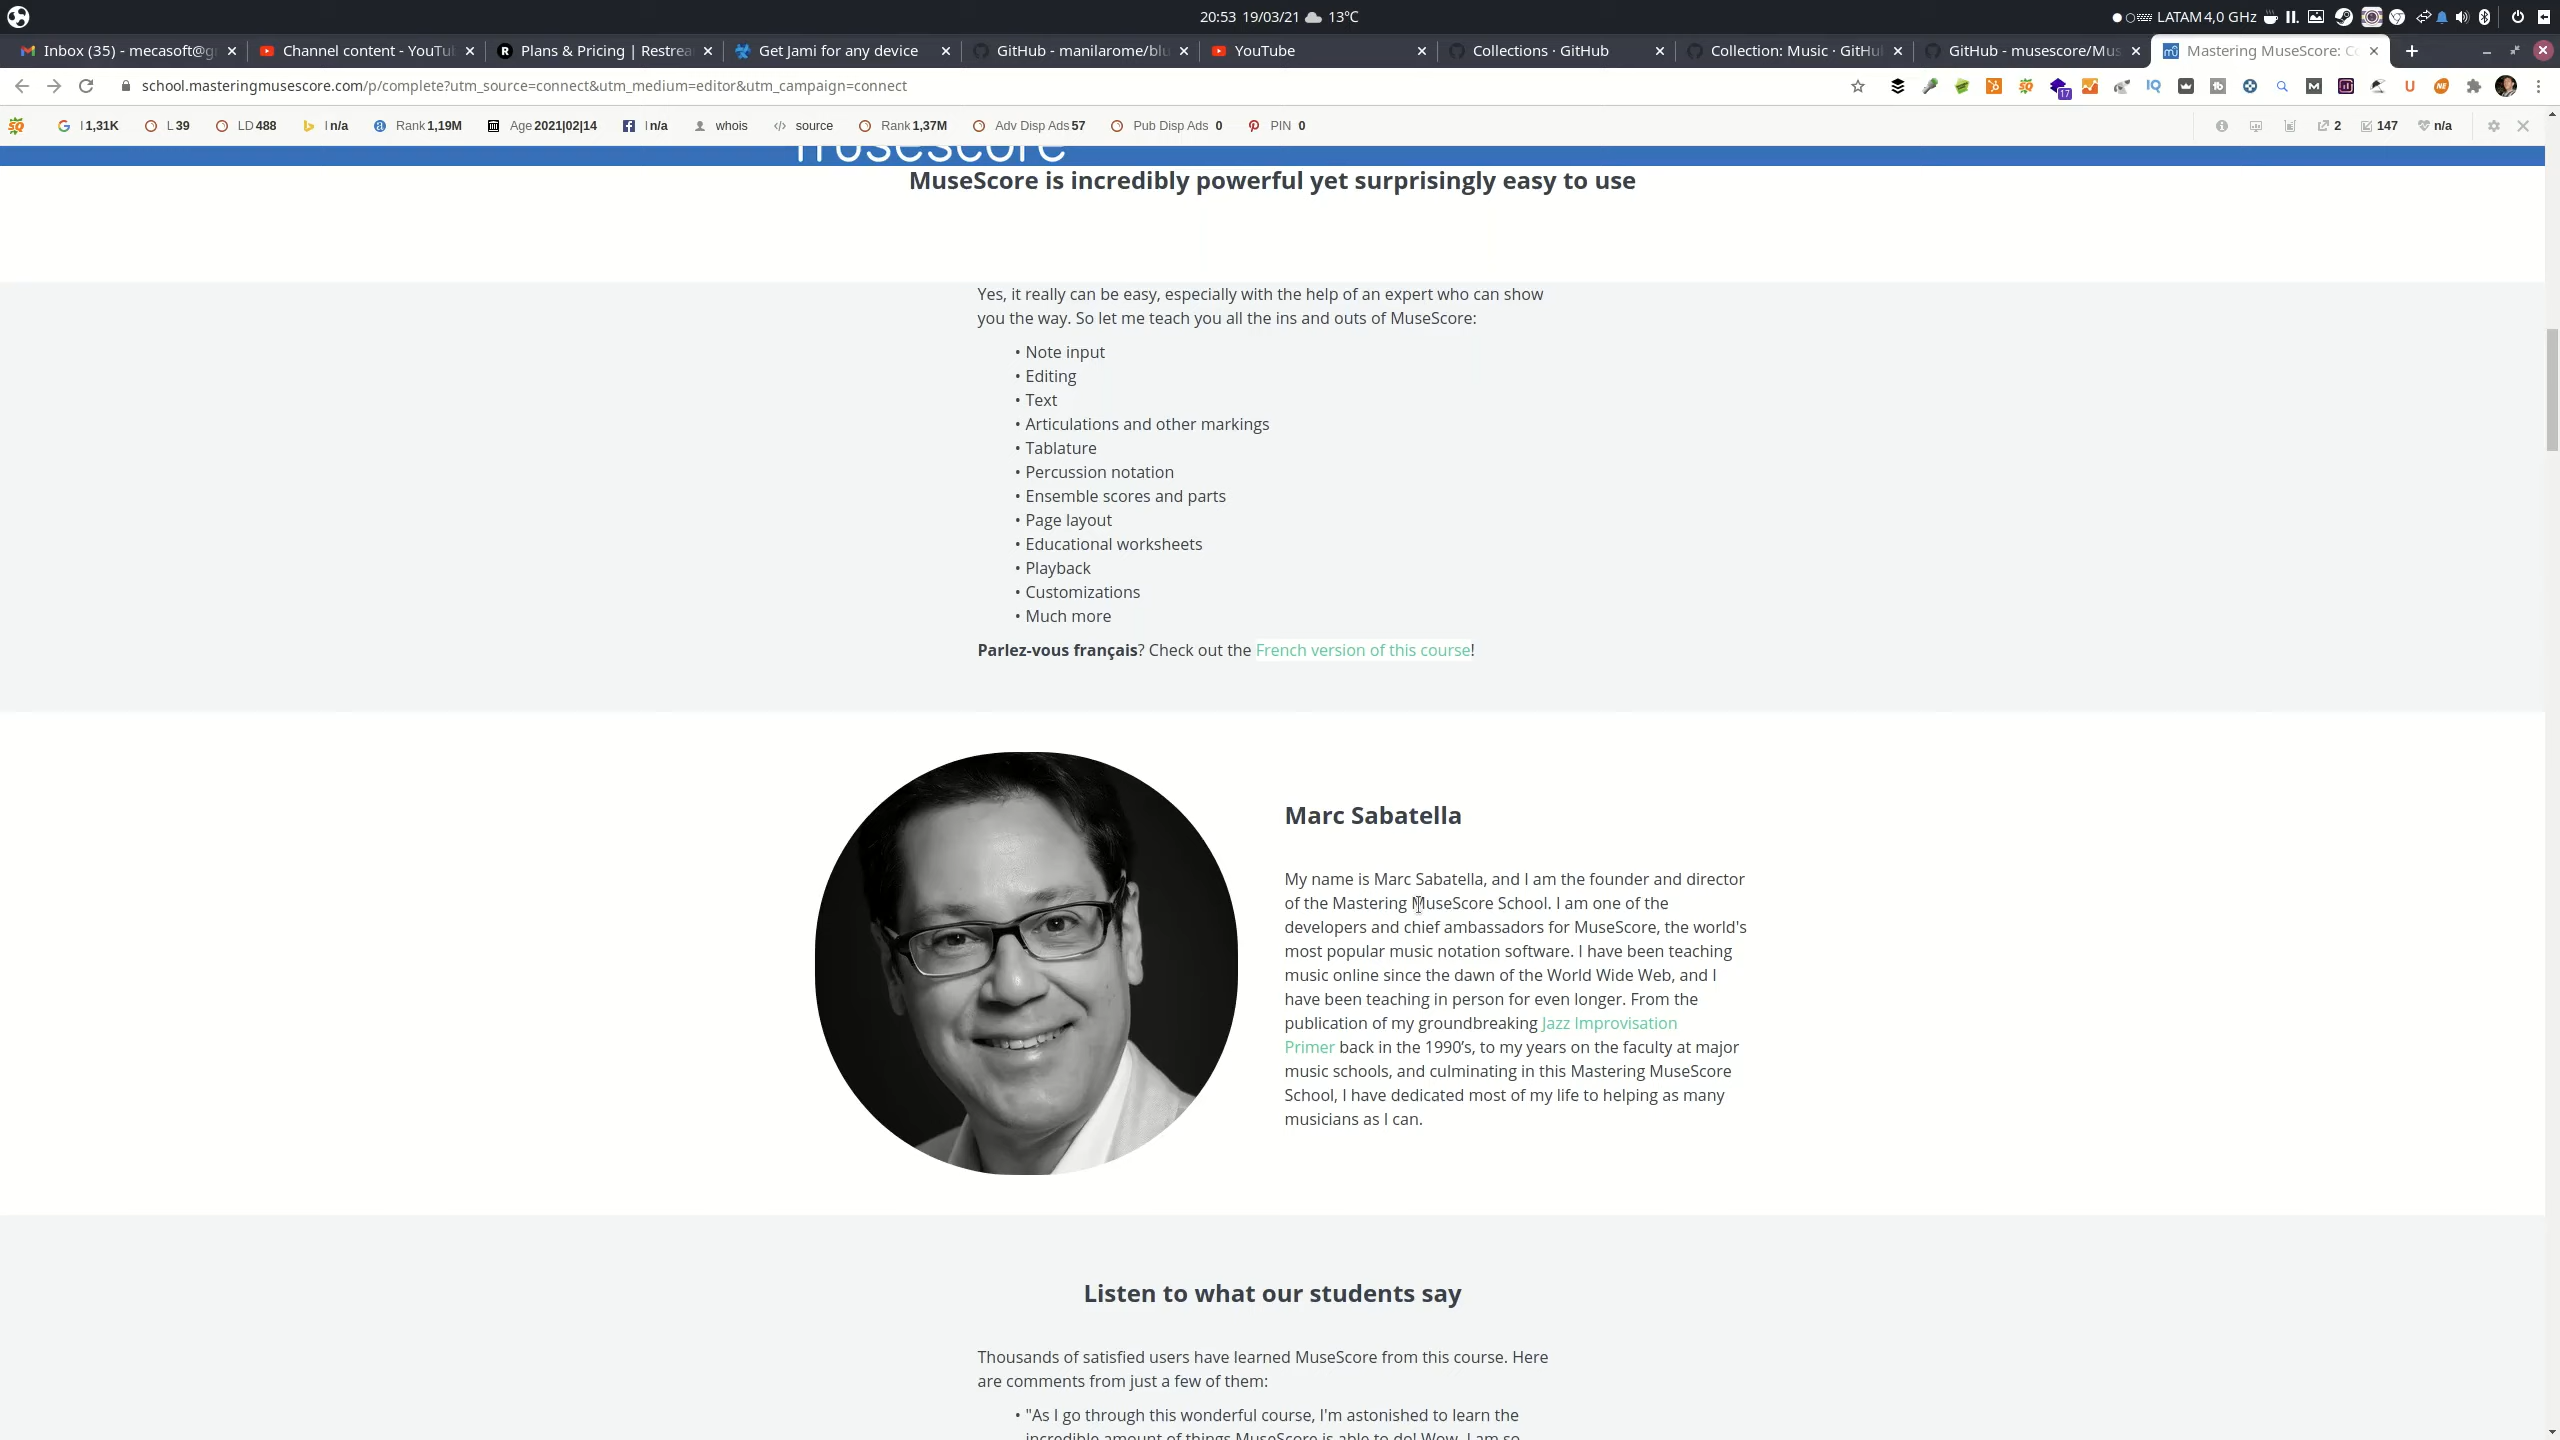 20:53 19/03/21 13°C
LATAM 4,0 GHz
Inbox (35) - mecasoft@g
Channel content - YouTu
Plans & Pricing | Restrea
Get Jami for any device
GitHub - manilarome/blu
YouTube
Collections · GitHub
Collection: Music · GitHu
GitHub - musescore/Mus
Mastering MuseScore: Co
school.masteringmusescore.com/p/complete?utm_source=connect&utm_medium=editor&utm_campaign=connect
17
I 1,31K L 39 LD 488 I n/a Rank 1,19M Age 2021|02|14 I n/a whois source Rank 1,37M Adv Disp Ads 57 Pub Disp Ads 0 PIN 0 2 147 n/a
musescore
MuseScore is incredibly powerful yet surprisingly easy to use
Yes, it really can be easy, especially with the help of an expert who can show
you the way. So let me teach you all the ins and outs of MuseScore:
• Note input
• Editing
• Text
• Articulations and other markings
• Tablature
• Percussion notation
• Ensemble scores and parts
• Page layout
• Educational worksheets
• Playback
• Customizations
• Much more
Parlez-vous français? Check out the French version of this course!
Marc Sabatella
My name is Marc Sabatella, and I am the founder and director
of the Mastering MuseScore School. I am one of the
developers and chief ambassadors for MuseScore, the world's
most popular music notation software. I have been teaching
music online since the dawn of the World Wide Web, and I
have been teaching in person for even longer. From the
publication of my groundbreaking Jazz Improvisation
Primer back in the 1990's, to my years on the faculty at major
music schools, and culminating in this Mastering MuseScore
School, I have dedicated most of my life to helping as many
musicians as I can.
Listen to what our students say
Thousands of satisfied users have learned MuseScore from this course. Here
are comments from just a few of them:
• "As I go through this wonderful course, I'm astonished to learn the
incredible amount of things MuseScore is able to do! Wow, I am so